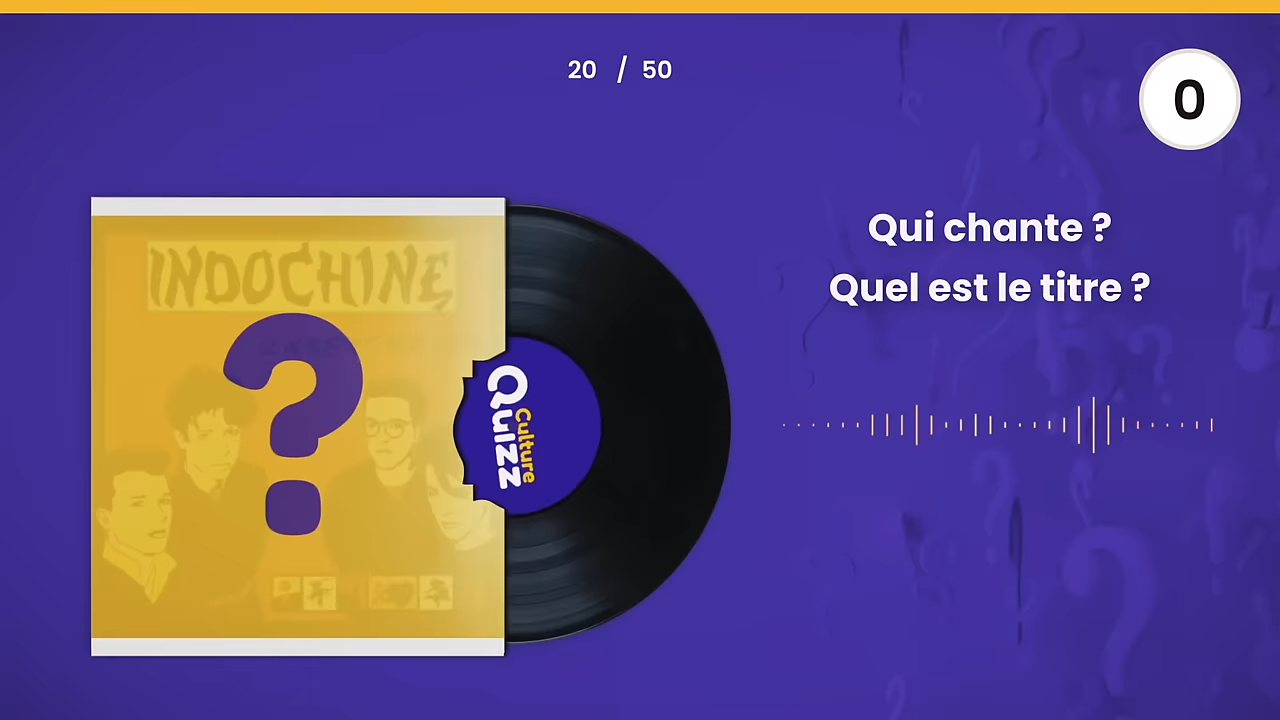 20 / 50
0
Qui chante ?
Quel est le titre ?
INDOCHINE
Culture
Quizz